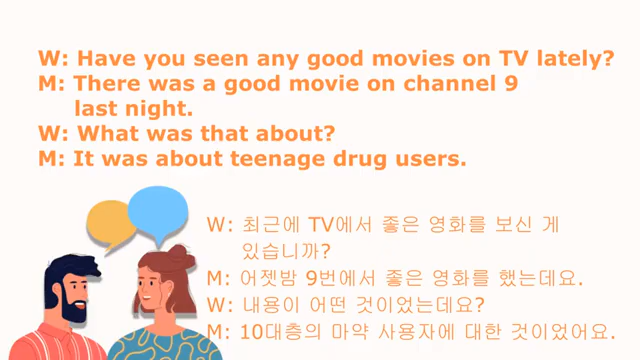 W: Have you seen any good movies on TV lately?
M: There was a good movie on channel 9
last night.
W: What was that about?
M: It was about teenage drug users.
W: 최근에 TV에서 좋은 영화를 보신 게
있습니까?
M: 어젯밤 9번에서 좋은 영화를 했는데요.
W: 내용이 어떤 것이었는데요?
M: 10대층의 마약 사용자에 대한 것이었어요.